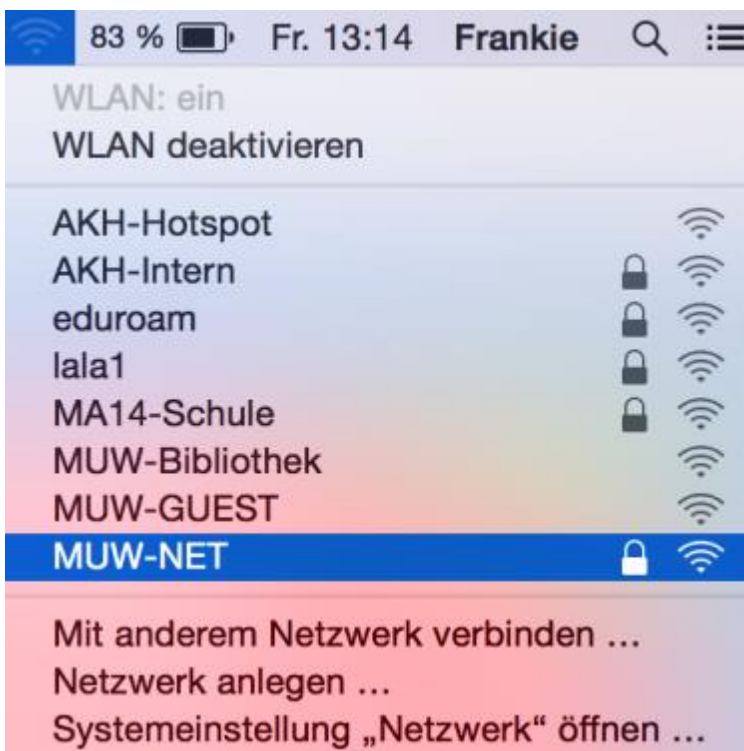 83 % Fr. 13:14 Frankie
WLAN: ein
WLAN deaktivieren
AKH-Hotspot
AKH-Intern
eduroam
lala1
MA14-Schule
MUW-Bibliothek
MUW-GUEST
MUW-NET
Mit anderem Netzwerk verbinden ...
Netzwerk anlegen ...
Systemeinstellung „Netzwerk“ öffnen ...